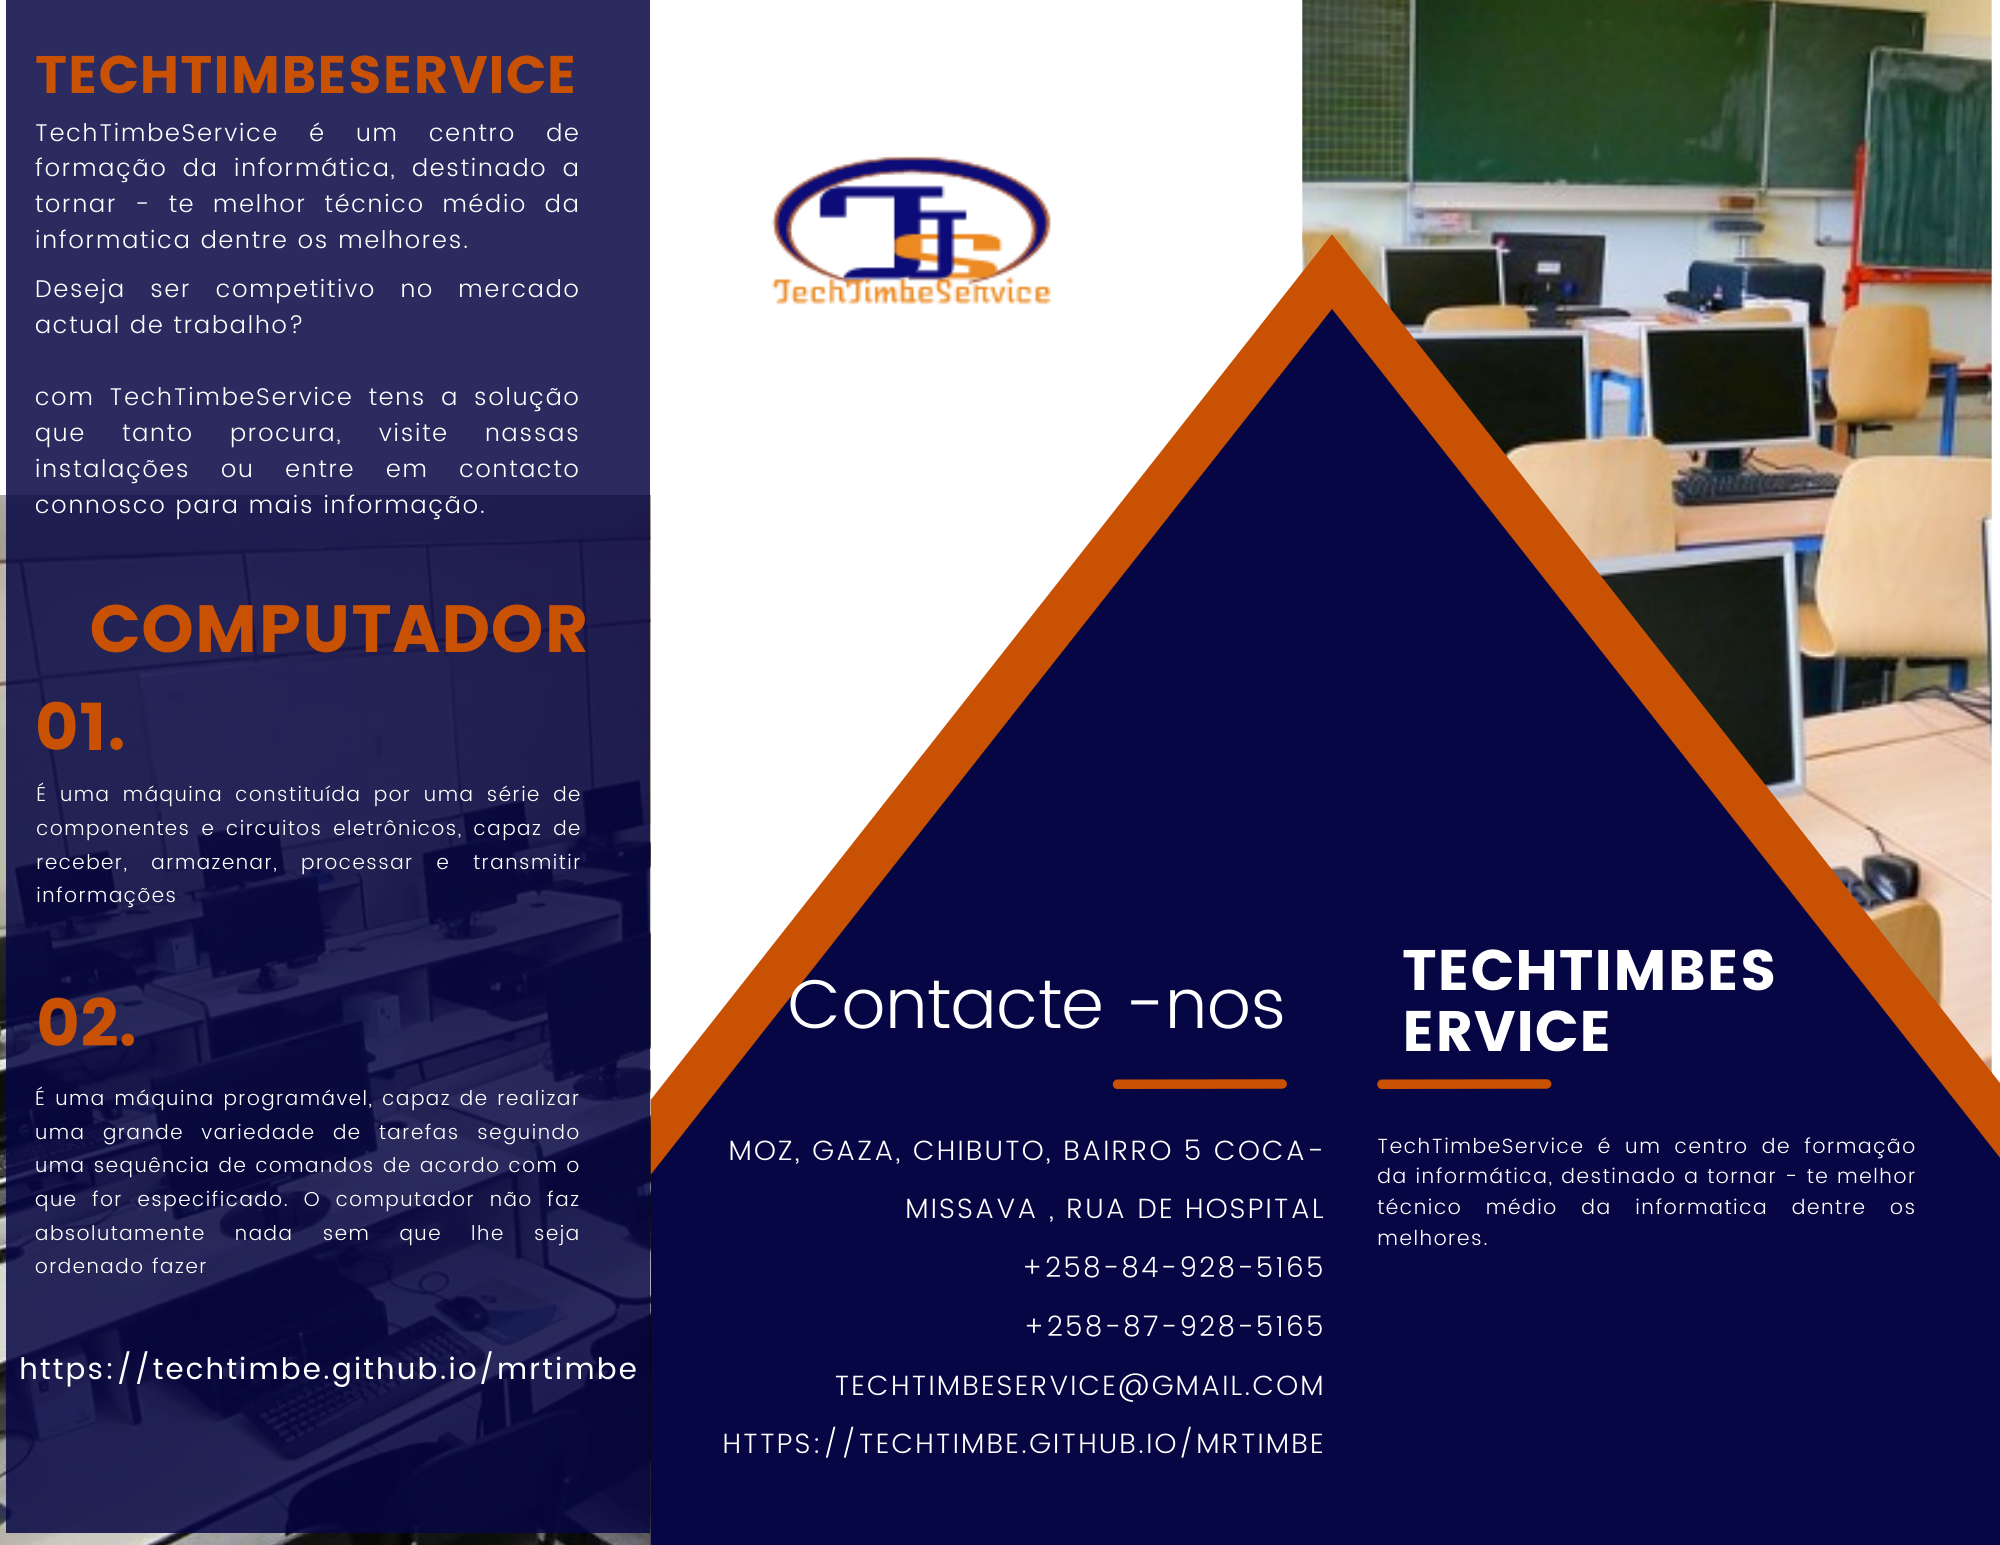 TECHTIMBESERVICE
TechTimbeService é um centro de
formação da informática, destinado a
tornar - te melhor técnico médio da
informatica dentre os melhores.
Deseja ser competitivo no mercado
actual de trabalho?
com TechTimbeService tens a solução
que tanto procura, visite nassas
instalações ou entre em contacto
connosco para mais informação.
COMPUTADOR
01.
É uma máquina constituída por uma série de
componentes e circuitos eletrônicos, capaz de
receber, armazenar, processar e transmitir
informações
02.
É uma máquina programável, capaz de realizar
uma grande variedade de tarefas seguindo
uma sequência de comandos de acordo com o
que for especificado. O computador não faz
absolutamente nada sem que lhe seja
ordenado fazer
https://techtimbe.github.io/mrtimbe
TTS
TechTimbeService
Contacte -nos
MOZ, GAZA, CHIBUTO, BAIRRO 5 COCA-
MISSAVA , RUA DE HOSPITAL
+258-84-928-5165
+258-87-928-5165
TECHTIMBESERVICE@GMAIL.COM
HTTPS://TECHTIMBE.GITHUB.IO/MRTIMBE
TECHTIMBES
ERVICE
TechTimbeService é um centro de formação
da informática, destinado a tornar - te melhor
técnico médio da informatica dentre os
melhores.